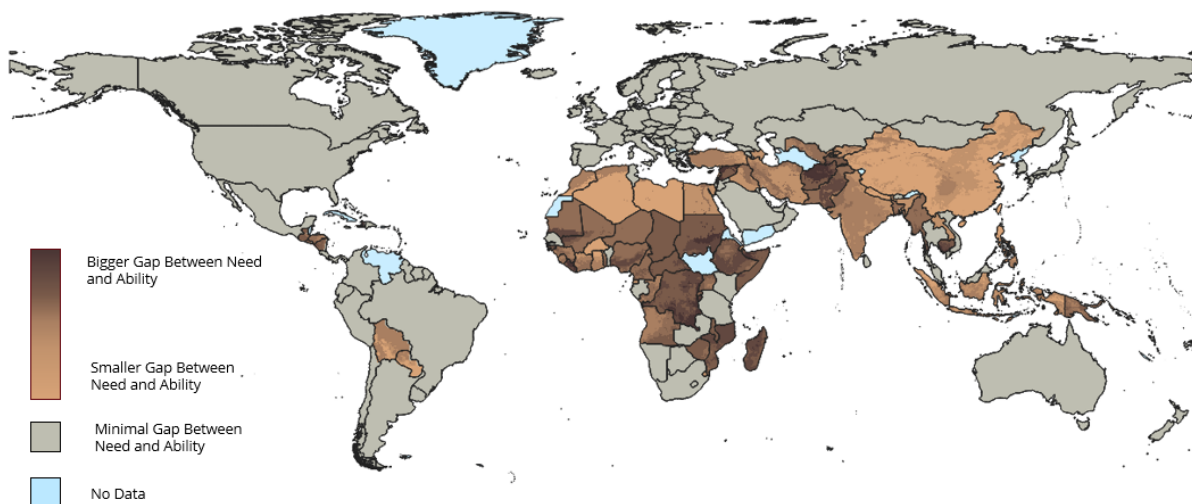 Bigger Gap Between Need
and Ability
Smaller Gap Between
Need and Ability
Minimal Gap Between
Need and Ability
No Data